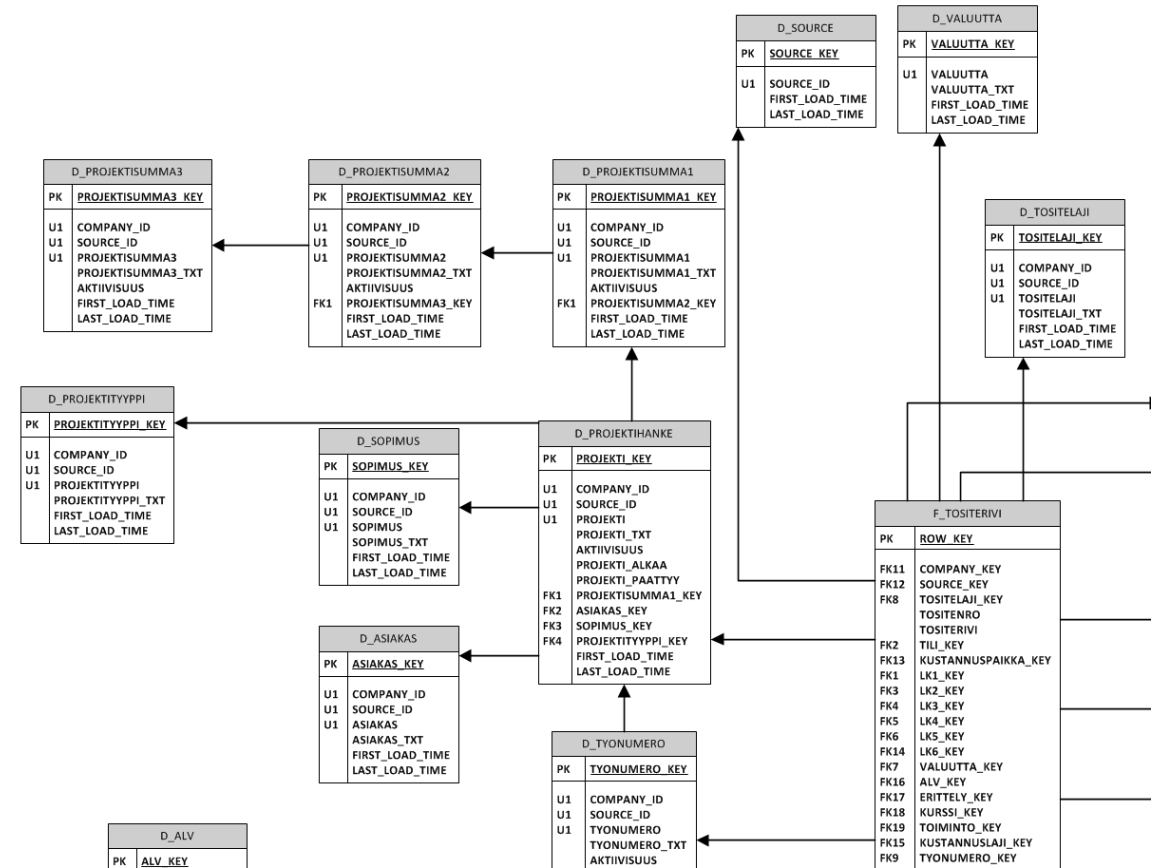 D_SOURCE
PK SOURCE_KEY
U1 SOURCE_ID
FIRST_LOAD_TIME
LAST_LOAD_TIME
D_VALUUTTA
PK VALUUTTA_KEY
U1 VALUUTTA
VALUUTTA_TXT
FIRST_LOAD_TIME
LAST_LOAD_TIME
D_PROJEKTISUMMA3
PK PROJEKTISUMMA3_KEY
U1 COMPANY_ID
U1 SOURCE_ID
U1 PROJEKTISUMMA3
PROJEKTISUMMA3_TXT
AKTIIVISUUS
FIRST_LOAD_TIME
LAST_LOAD_TIME
D_PROJEKTISUMMA2
PK PROJEKTISUMMA2_KEY
U1 COMPANY_ID
U1 SOURCE_ID
U1 PROJEKTISUMMA2
PROJEKTISUMMA2_TXT
AKTIIVISUUS
FK1 PROJEKTISUMMA3_KEY
FIRST_LOAD_TIME
LAST_LOAD_TIME
D_PROJEKTISUMMA1
PK PROJEKTISUMMA1_KEY
U1 COMPANY_ID
U1 SOURCE_ID
U1 PROJEKTISUMMA1
PROJEKTISUMMA1_TXT
AKTIIVISUUS
FK1 PROJEKTISUMMA2_KEY
FIRST_LOAD_TIME
LAST_LOAD_TIME
D_TOSITELAJI
PK TOSITELAJI_KEY
U1 COMPANY_ID
U1 SOURCE_ID
U1 TOSITELAJI
TOSITELAJI_TXT
FIRST_LOAD_TIME
LAST_LOAD_TIME
D_PROJEKTITYYPPI
PK PROJEKTITYYPPI_KEY
U1 COMPANY_ID
U1 SOURCE_ID
U1 PROJEKTITYYPPI
PROJEKTITYYPPI_TXT
FIRST_LOAD_TIME
LAST_LOAD_TIME
D_SOPIMUS
PK SOPIMUS_KEY
U1 COMPANY_ID
U1 SOURCE_ID
U1 SOPIMUS
SOPIMUS_TXT
FIRST_LOAD_TIME
LAST_LOAD_TIME
D_PROJEKTIHANKE
PK PROJEKTI_KEY
U1 COMPANY_ID
U1 SOURCE_ID
U1 PROJEKTI
PROJEKTI_TXT
AKTIIVISUUS
PROJEKTI_ALKAA
PROJEKTI_PAATTYY
FK1 PROJEKTISUMMA1_KEY
FK2 ASIAKAS_KEY
FK3 SOPIMUS_KEY
FK4 PROJEKTITYYPPI_KEY
FIRST_LOAD_TIME
LAST_LOAD_TIME
F_TOSITERIVI
PK ROW_KEY
FK11 COMPANY_KEY
FK12 SOURCE_KEY
FK8 TOSITELAJI_KEY
TOSITENRO
TOSITERIVI
FK2 TILI_KEY
FK13 KUSTANNUSPAIKKA_KEY
FK1 LK1_KEY
FK3 LK2_KEY
FK4 LK3_KEY
FK5 LK4_KEY
FK6 LK5_KEY
FK14 LK6_KEY
FK7 VALUUTTA_KEY
FK16 ALV_KEY
FK17 ERITTELY_KEY
FK18 KURSSI_KEY
FK19 TOIMINTO_KEY
FK15 KUSTANNUSLAJI_KEY
FK9 TYONUMERO_KEY
D_ASIAKAS
PK ASIAKAS_KEY
U1 COMPANY_ID
U1 SOURCE_ID
U1 ASIAKAS
ASIAKAS_TXT
FIRST_LOAD_TIME
LAST_LOAD_TIME
D_TYONUMERO
PK TYONUMERO_KEY
U1 COMPANY_ID
U1 SOURCE_ID
U1 TYONUMERO
TYONUMERO_TXT
AKTIIVISUUS
D_ALV
PK ALV_KEY